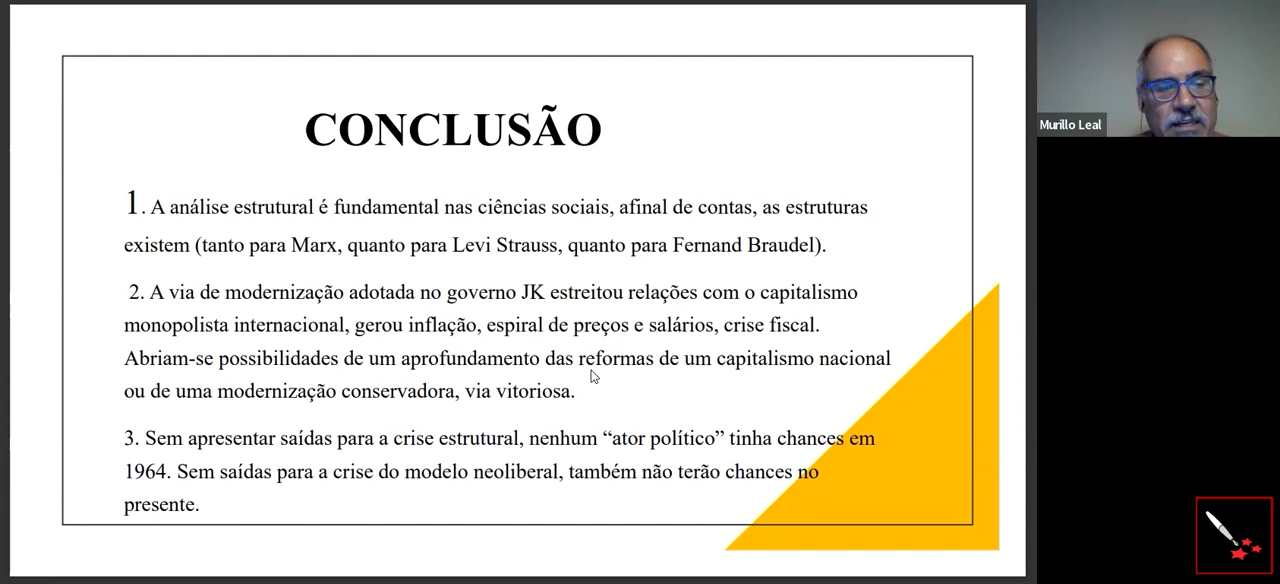 CONCLUSÃO
1. A análise estrutural é fundamental nas ciências sociais, afinal de contas, as estruturas
existem (tanto para Marx, quanto para Levi Strauss, quanto para Fernand Braudel).
2. A via de modernização adotada no governo JK estreitou relações com o capitalismo
monopolista internacional, gerou inflação, espiral de preços e salários, crise fiscal.
Abriam-se possibilidades de um aprofundamento das reformas de um capitalismo nacional
ou de uma modernização conservadora, via vitoriosa.
3. Sem apresentar saídas para a crise estrutural, nenhum “ator político” tinha chances em
1964. Sem saídas para a crise do modelo neoliberal, também não terão chances no
presente.
Murillo Leal